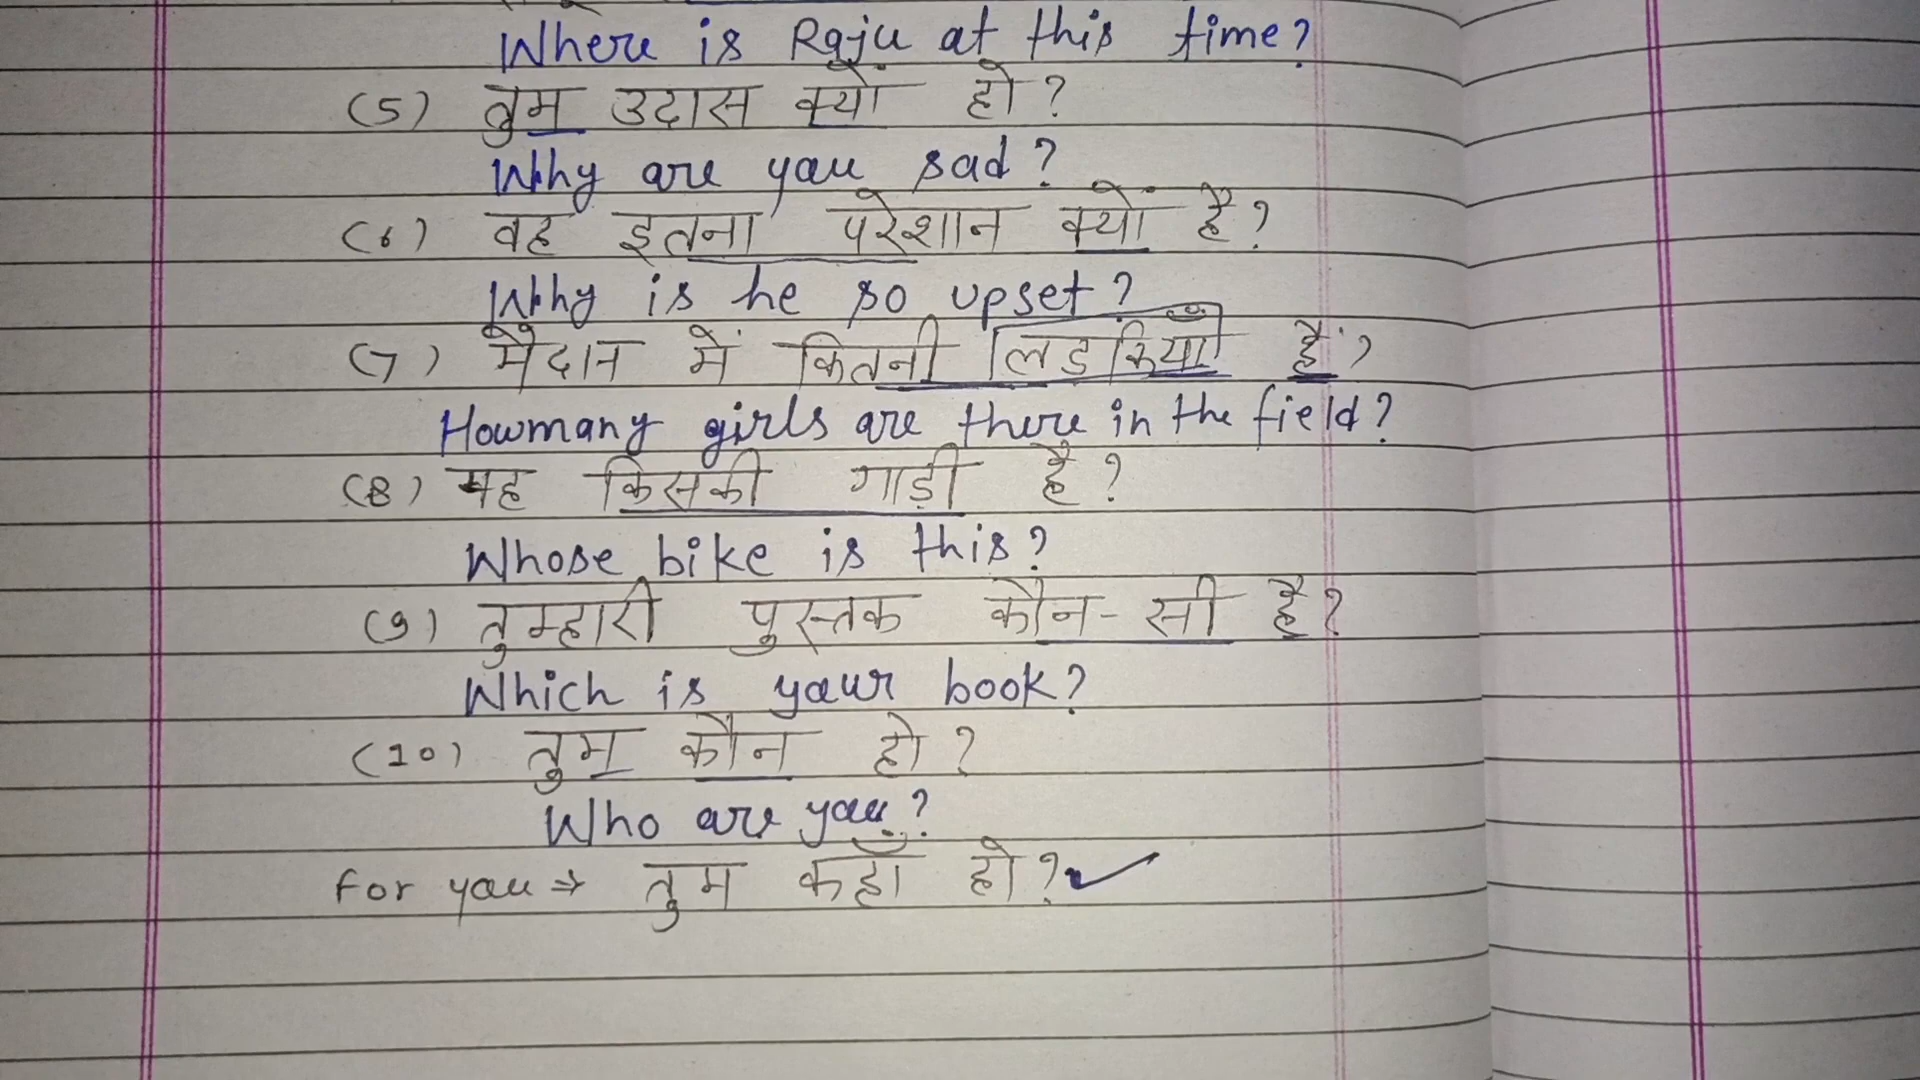 Where is Raju at this time?
(5) तुम उदास क्यों हो?
Why are you sad?
(6) वह इतना परेशान क्यों है?
Why is he so upset?
(7) मैदान में कितनी लडकियाँ हैं?
Howmany girls are there in the field?
(8) यह किसकी गाड़ी है?
Whose bike is this?
(9) तुम्हारी पुस्तक कौन-सी है?
Which is your book?
(10) तुम कौन हो?
Who are you?
For you ⇒ तुम कहाँ हो?✓